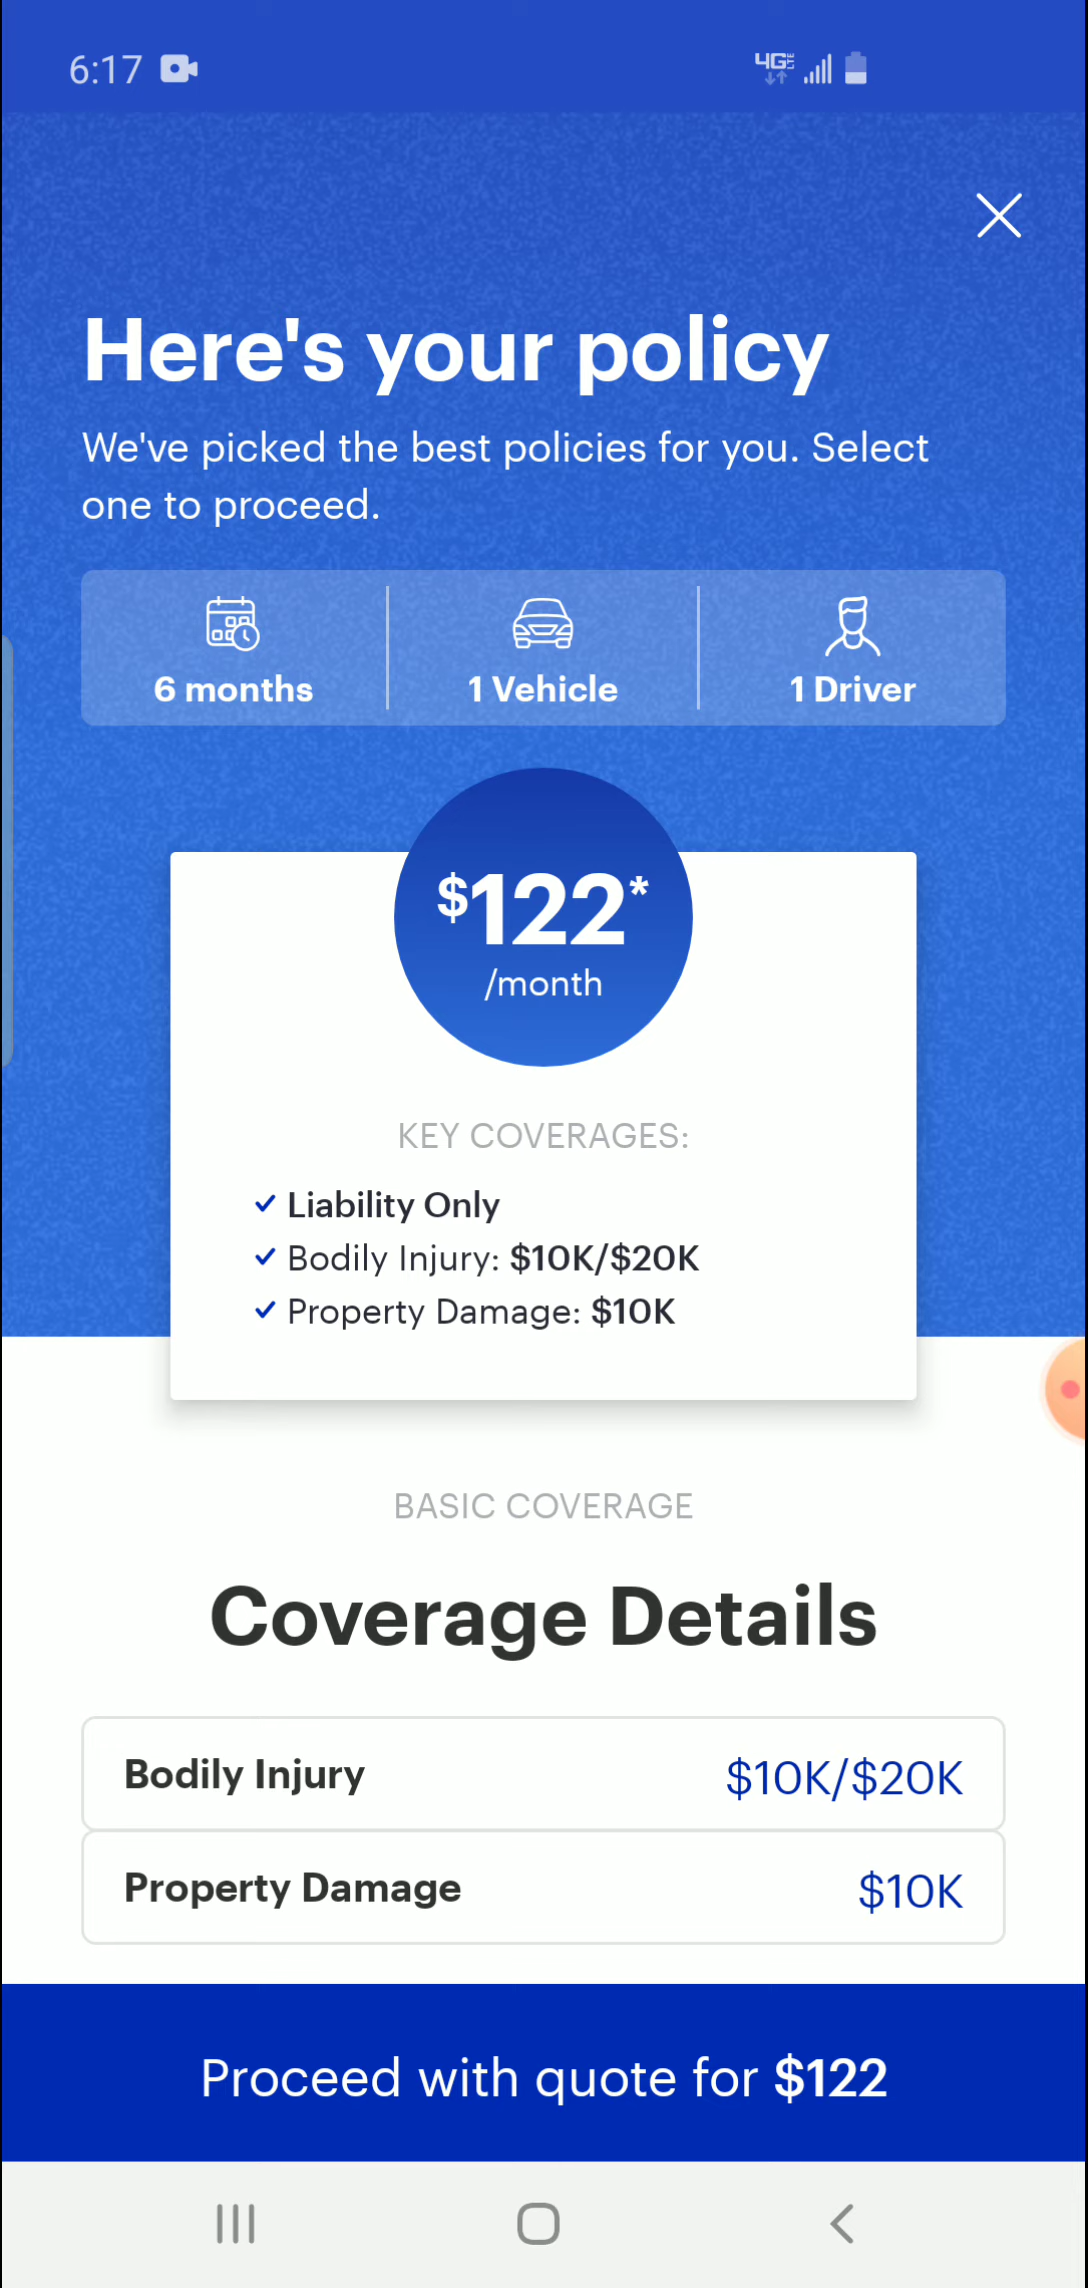 6:17
4G LTE
Here's your policy
We've picked the best policies for you. Select
one to proceed.
6 months
1 Vehicle
1 Driver
$122*
/month
KEY COVERAGES:
Liability Only
Bodily Injury: $10K/$20K
Property Damage: $10K
BASIC COVERAGE
Coverage Details
Bodily Injury
$10K/$20K
Property Damage
$10K
Proceed with quote for $122